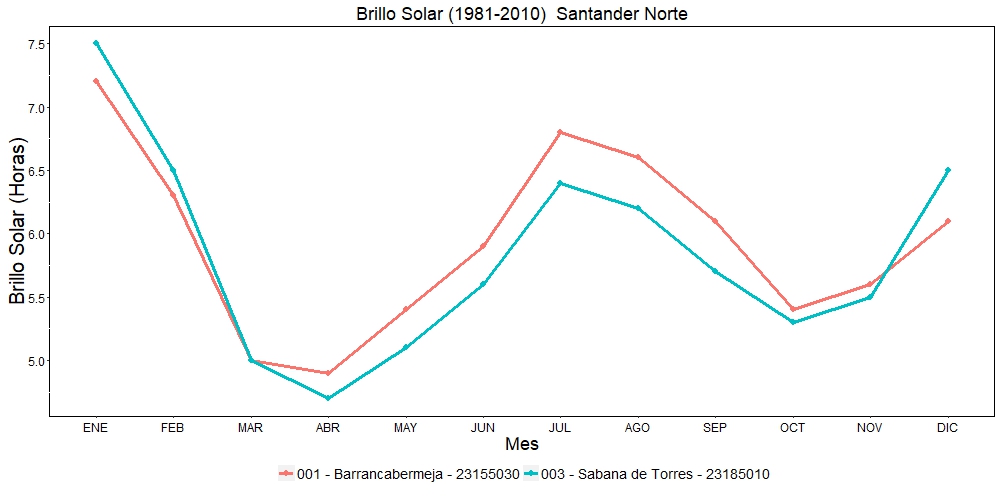 Brillo Solar (1981-2010)  Santander Norte
Brillo Solar (Horas)
7.5
7.0
6.5
6.0
5.5
5.0
ENE FEB MAR ABR MAY JUN JUL AGO SEP OCT NOV DIC
Mes
001 - Barrancabermeja - 23155030 003 - Sabana de Torres - 23185010